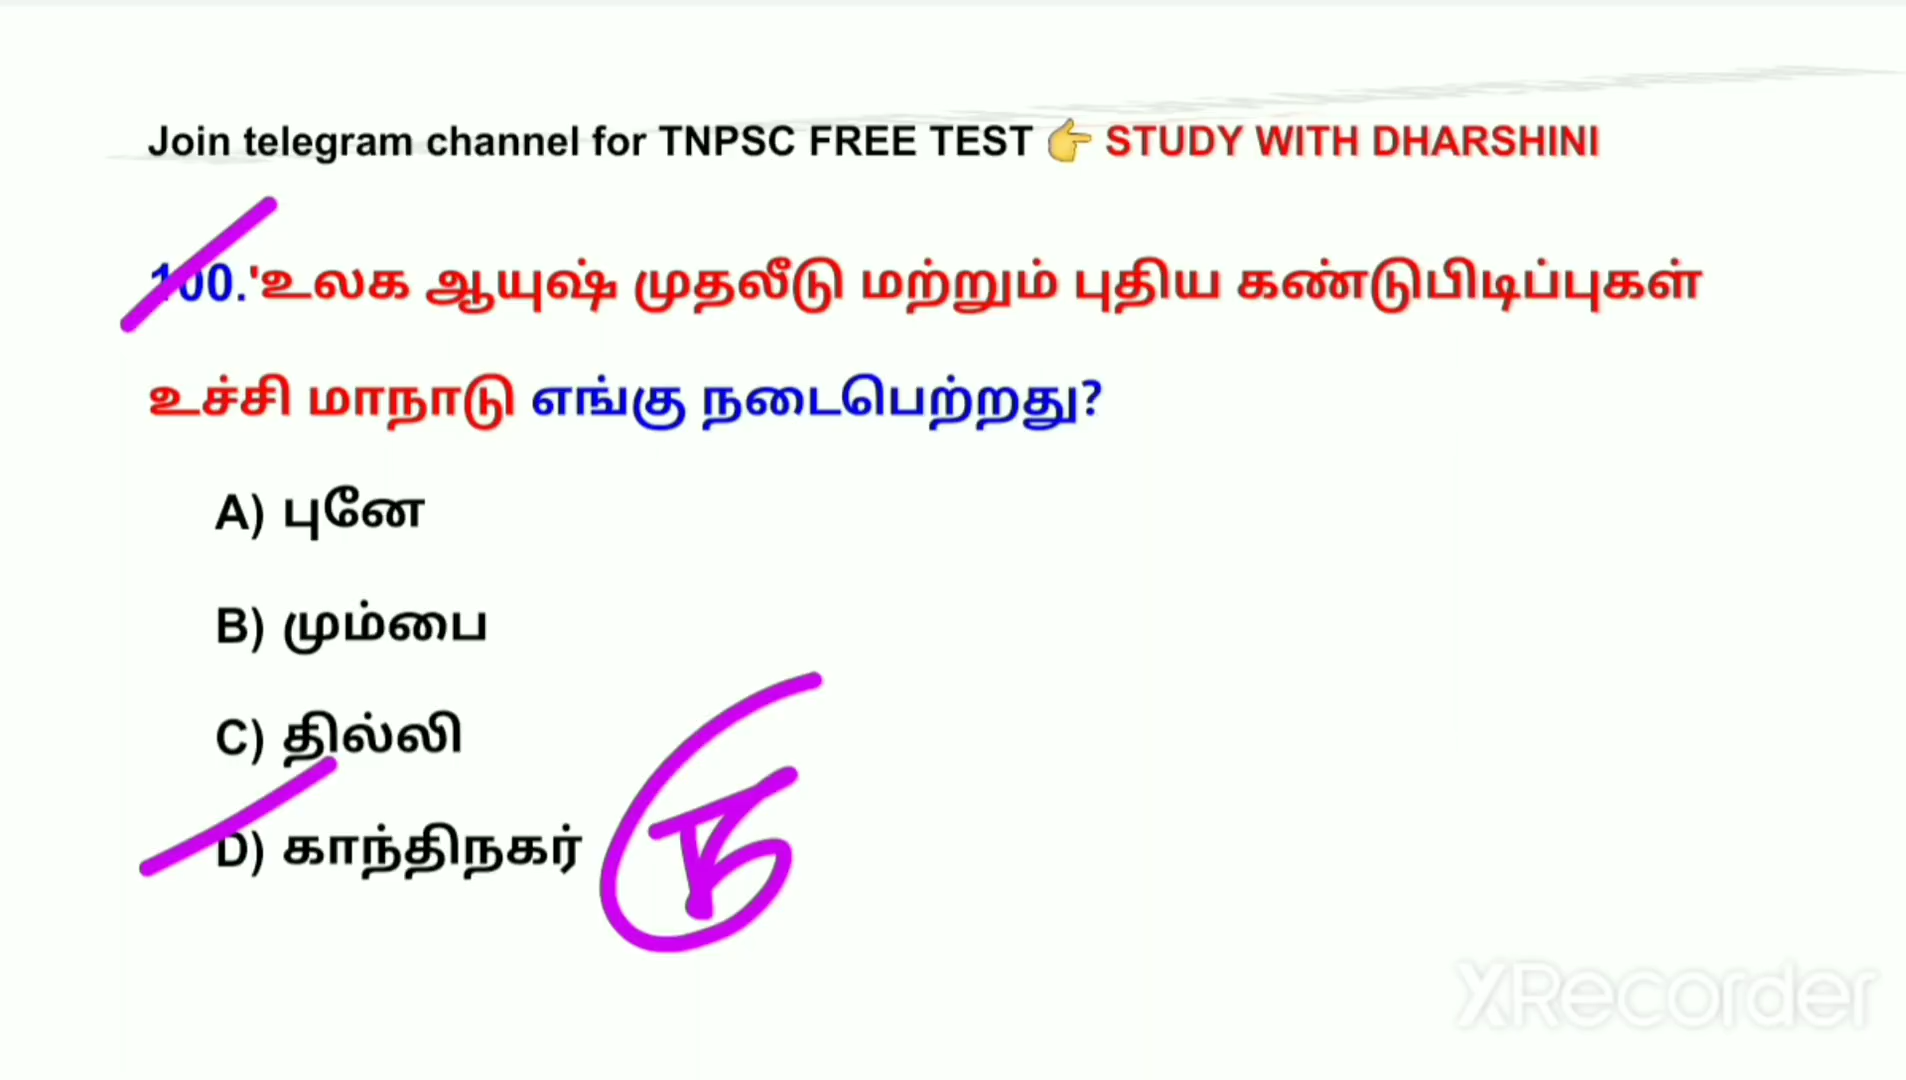 Join telegram channel for TNPSC FREE TEST 👉 STUDY WITH DHARSHINI
100.'உலக ஆயுஷ் முதலீடு மற்றும் புதிய கண்டுபிடிப்புகள்
உச்சி மாநாடு எங்கு நடைபெற்றது?
A) புனே
B) மும்பை
C) தில்லி
D) காந்திநகர்
XRecorder